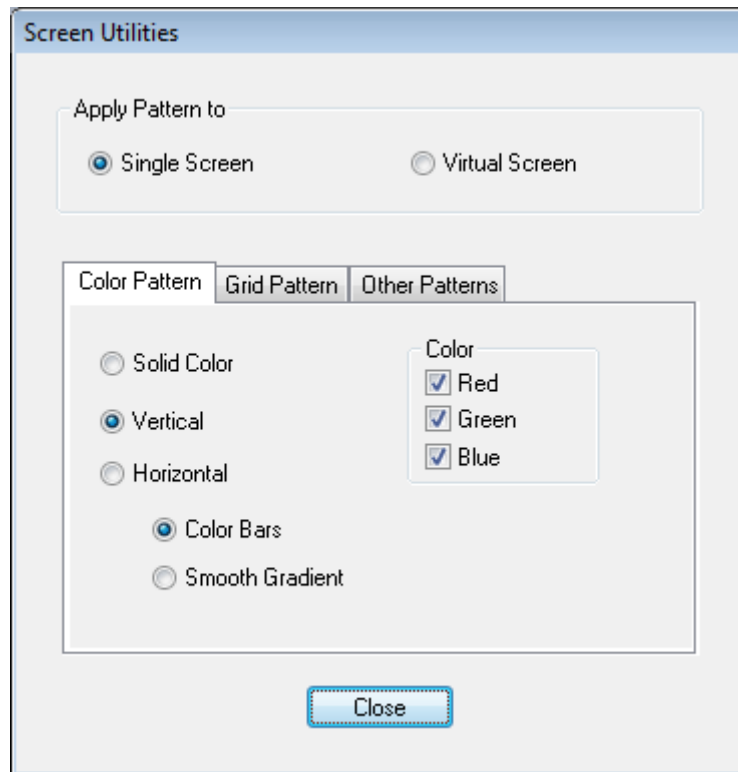 Screen Utilities
Apply Pattern to
Single Screen
Virtual Screen
Color Pattern
Grid Pattern
Other Patterns
Solid Color
Vertical
Horizontal
Color Bars
Smooth Gradient
Color
Red
Green
Blue
Close